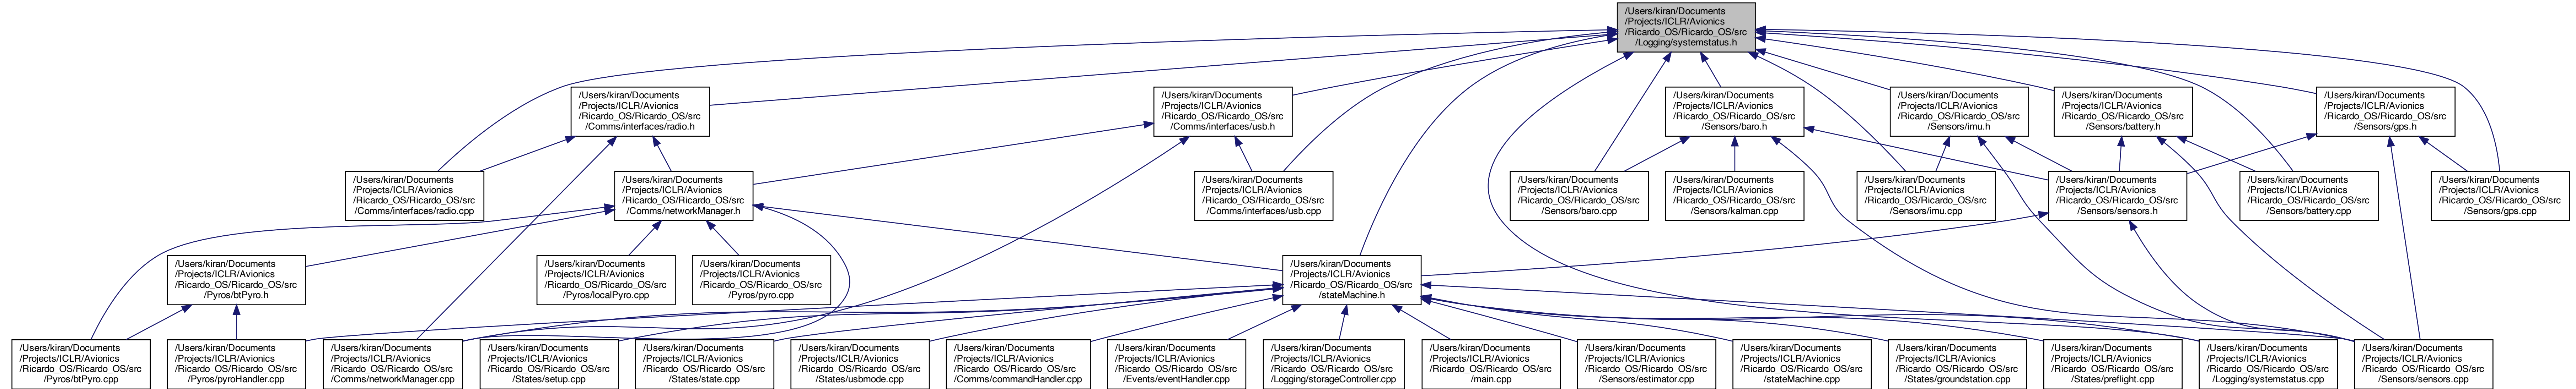 /Users/kiran/Documents
/Projects/ICLR/Avionics
/Ricardo_OS/Ricardo_OS/src
/Logging/systemstatus.h
/Users/kiran/Documents
/Projects/ICLR/Avionics
/Ricardo_OS/Ricardo_OS/src
/Comms/interfaces/radio.h
/Users/kiran/Documents
/Projects/ICLR/Avionics
/Ricardo_OS/Ricardo_OS/src
/Comms/interfaces/usb.h
/Users/kiran/Documents
/Projects/ICLR/Avionics
/Ricardo_OS/Ricardo_OS/src
/Sensors/baro.h
/Users/kiran/Documents
/Projects/ICLR/Avionics
/Ricardo_OS/Ricardo_OS/src
/Sensors/imu.h
/Users/kiran/Documents
/Projects/ICLR/Avionics
/Ricardo_OS/Ricardo_OS/src
/Sensors/battery.h
/Users/kiran/Documents
/Projects/ICLR/Avionics
/Ricardo_OS/Ricardo_OS/src
/Sensors/gps.h
/Users/kiran/Documents
/Projects/ICLR/Avionics
/Ricardo_OS/Ricardo_OS/src
/Comms/interfaces/radio.cpp
/Users/kiran/Documents
/Projects/ICLR/Avionics
/Ricardo_OS/Ricardo_OS/src
/Comms/networkManager.h
/Users/kiran/Documents
/Projects/ICLR/Avionics
/Ricardo_OS/Ricardo_OS/src
/Comms/interfaces/usb.cpp
/Users/kiran/Documents
/Projects/ICLR/Avionics
/Ricardo_OS/Ricardo_OS/src
/Sensors/baro.cpp
/Users/kiran/Documents
/Projects/ICLR/Avionics
/Ricardo_OS/Ricardo_OS/src
/Sensors/kalman.cpp
/Users/kiran/Documents
/Projects/ICLR/Avionics
/Ricardo_OS/Ricardo_OS/src
/Sensors/imu.cpp
/Users/kiran/Documents
/Projects/ICLR/Avionics
/Ricardo_OS/Ricardo_OS/src
/Sensors/sensors.h
/Users/kiran/Documents
/Projects/ICLR/Avionics
/Ricardo_OS/Ricardo_OS/src
/Sensors/battery.cpp
/Users/kiran/Documents
/Projects/ICLR/Avionics
/Ricardo_OS/Ricardo_OS/src
/Sensors/gps.cpp
/Users/kiran/Documents
/Projects/ICLR/Avionics
/Ricardo_OS/Ricardo_OS/src
/Pyros/btPyro.h
/Users/kiran/Documents
/Projects/ICLR/Avionics
/Ricardo_OS/Ricardo_OS/src
/Pyros/localPyro.cpp
/Users/kiran/Documents
/Projects/ICLR/Avionics
/Ricardo_OS/Ricardo_OS/src
/Pyros/pyro.cpp
/Users/kiran/Documents
/Projects/ICLR/Avionics
/Ricardo_OS/Ricardo_OS/src
/stateMachine.h
/Users/kiran/Documents
/Projects/ICLR/Avionics
/Ricardo_OS/Ricardo_OS/src
/Pyros/btPyro.cpp
/Users/kiran/Documents
/Projects/ICLR/Avionics
/Ricardo_OS/Ricardo_OS/src
/Pyros/pyroHandler.cpp
/Users/kiran/Documents
/Projects/ICLR/Avionics
/Ricardo_OS/Ricardo_OS/src
/Comms/networkManager.cpp
/Users/kiran/Documents
/Projects/ICLR/Avionics
/Ricardo_OS/Ricardo_OS/src
/States/setup.cpp
/Users/kiran/Documents
/Projects/ICLR/Avionics
/Ricardo_OS/Ricardo_OS/src
/States/state.cpp
/Users/kiran/Documents
/Projects/ICLR/Avionics
/Ricardo_OS/Ricardo_OS/src
/States/usbmode.cpp
/Users/kiran/Documents
/Projects/ICLR/Avionics
/Ricardo_OS/Ricardo_OS/src
/Comms/commandHandler.cpp
/Users/kiran/Documents
/Projects/ICLR/Avionics
/Ricardo_OS/Ricardo_OS/src
/Events/eventHandler.cpp
/Users/kiran/Documents
/Projects/ICLR/Avionics
/Ricardo_OS/Ricardo_OS/src
/Logging/storageController.cpp
/Users/kiran/Documents
/Projects/ICLR/Avionics
/Ricardo_OS/Ricardo_OS/src
/main.cpp
/Users/kiran/Documents
/Projects/ICLR/Avionics
/Ricardo_OS/Ricardo_OS/src
/Sensors/estimator.cpp
/Users/kiran/Documents
/Projects/ICLR/Avionics
/Ricardo_OS/Ricardo_OS/src
/stateMachine.cpp
/Users/kiran/Documents
/Projects/ICLR/Avionics
/Ricardo_OS/Ricardo_OS/src
/States/groundstation.cpp
/Users/kiran/Documents
/Projects/ICLR/Avionics
/Ricardo_OS/Ricardo_OS/src
/States/preflight.cpp
/Users/kiran/Documents
/Projects/ICLR/Avionics
/Ricardo_OS/Ricardo_OS/src
/Logging/systemstatus.cpp
/Users/kiran/Documents
/Projects/ICLR/Avionics
/Ricardo_OS/Ricardo_OS/src
/Sensors/sensors.cpp